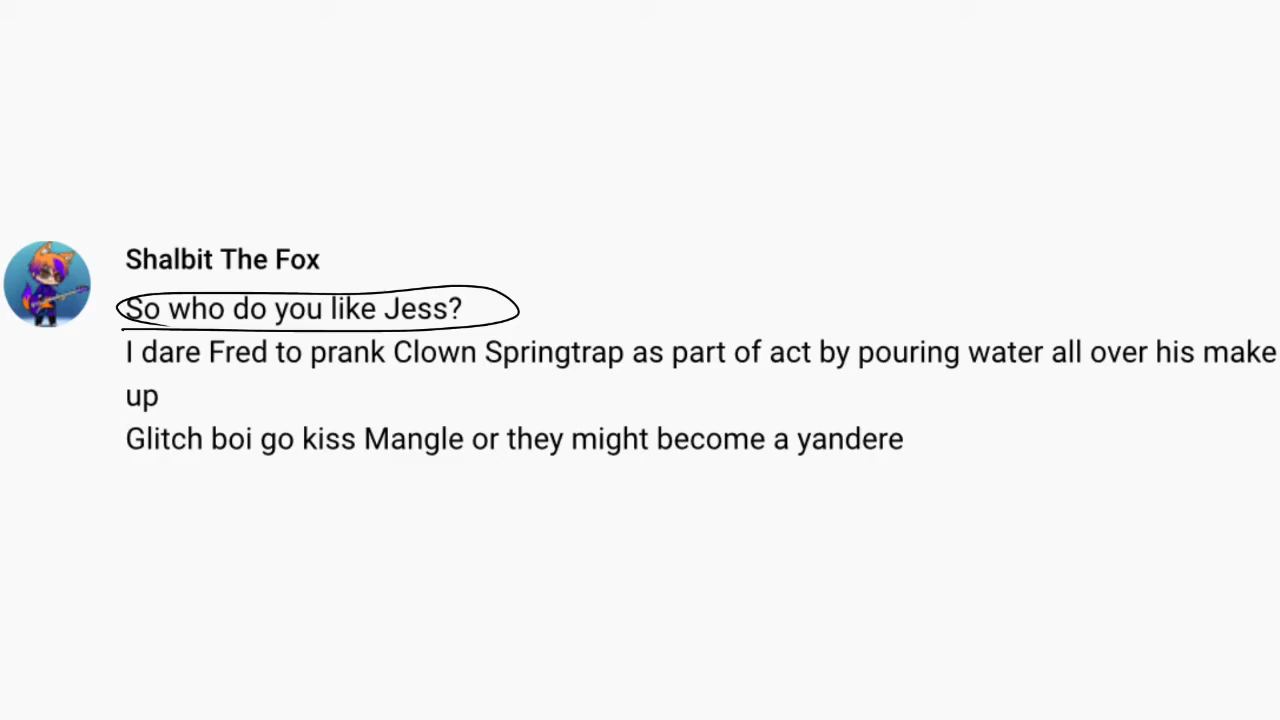 Shalbit The Fox
So who do you like Jess?
I dare Fred to prank Clown Springtrap as part of act by pouring water all over his make
up
Glitch boi go kiss Mangle or they might become a yandere